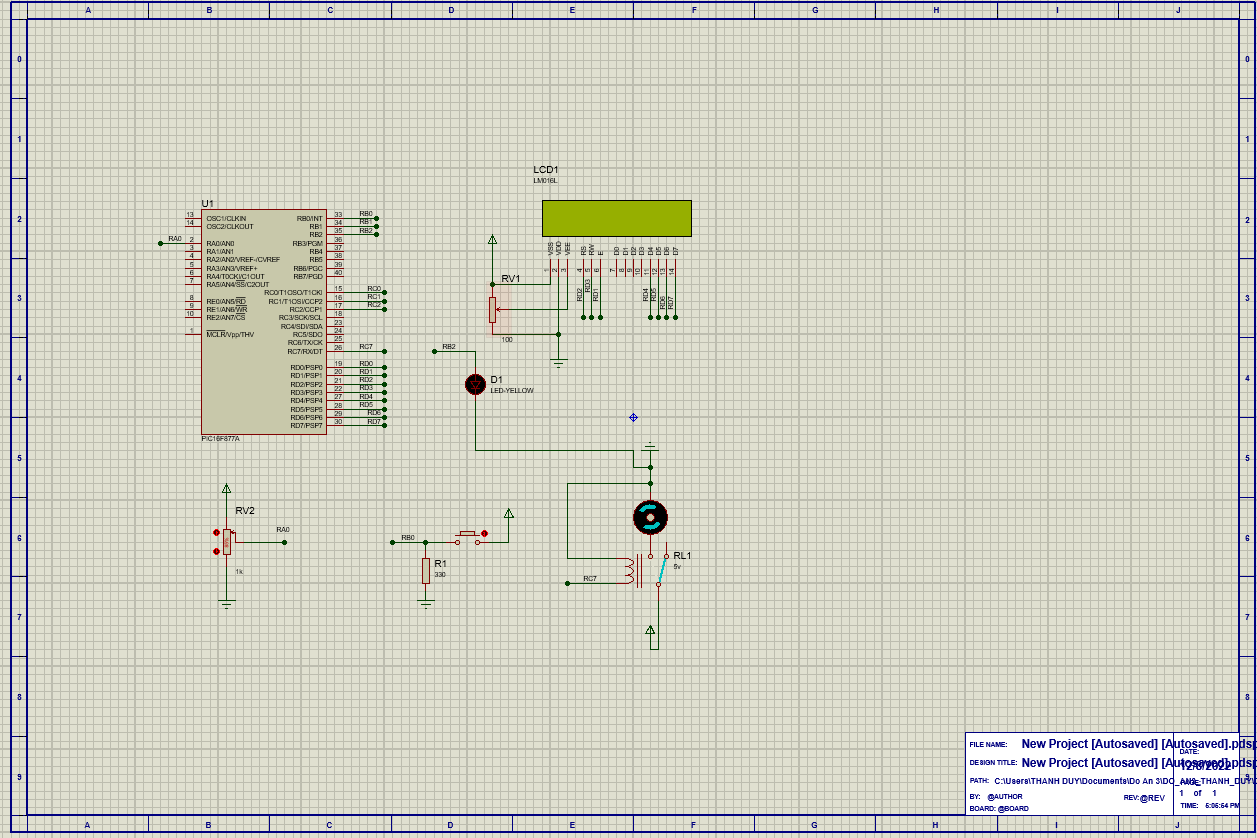 A B C D E F G H I J
0 0
1 1
LCD1
LM016L
U1
2 2
13 OSC1/CLKIN RB0/INT 33 RB0
14 OSC2/CLKOUT RB1 34 RB1
RB2 35 RB2
RA0 2 RA0/AN0 RB3/PGM 36
3 RA1/AN1 RB4 37
4 RA2/AN2/VREF-/CVREF RB5 38
5 RA3/AN3/VREF+ RB6/PGC 39
6 RA4/T0CKI/C1OUT RB7/PGD 40
7 RA5/AN4/SS/C2OUT
RC0/T1OSO/T1CKI 15 RC0
8 RE0/AN5/RD RC1/T1OSI/CCP2 16 RC1
9 RE1/AN6/WR RC2/CCP1 17 RC2
10 RE2/AN7/CS RC3/SCK/SCL 18
RC4/SDI/SDA 23
1 MCLR/Vpp/THV RC5/SDO 24
RC6/TX/CK 25
RC7/RX/DT 26 RC7
RD0/PSP0 19 RD0
RD1/PSP1 20 RD1
RD2/PSP2 21 RD2
RD3/PSP3 22 RD3
RD4/PSP4 27 RD4
RD5/PSP5 28 RD5
RD6/PSP6 29 RD6
RD7/PSP7 30 RD7
PIC16F877A
VSS VDD VEE RS RW E D0 D1 D2 D3 D4 D5 D6 D7
1 2 3 4 5 6 7 8 9 10 11 12 13 14
RD2 RD3 RD1 RD4 RD5 RD6 RD7
RV1
100
3 3
RB2
D1
LED-YELLOW
4 4
5 5
RV2
RA0
1k
RB0
R1
330
6 6
RL1
5v
RC7
7 7
8 8
9 9
FILE NAME: New Project [Autosaved] [Autosaved].pdsp
DATE:
DESIGN TITLE: New Project [Autosaved] [Autosaved].pdsp
PATH: C:\Users\THANH DUY\Documents\Do An 3\DO_AN3_THANH_DUY\
PAGE:
BY: @AUTHOR REV:@REV 1 of 1
BOARD: @BOARD TIME: 6:06:54 PM
A B C D E F G H I J